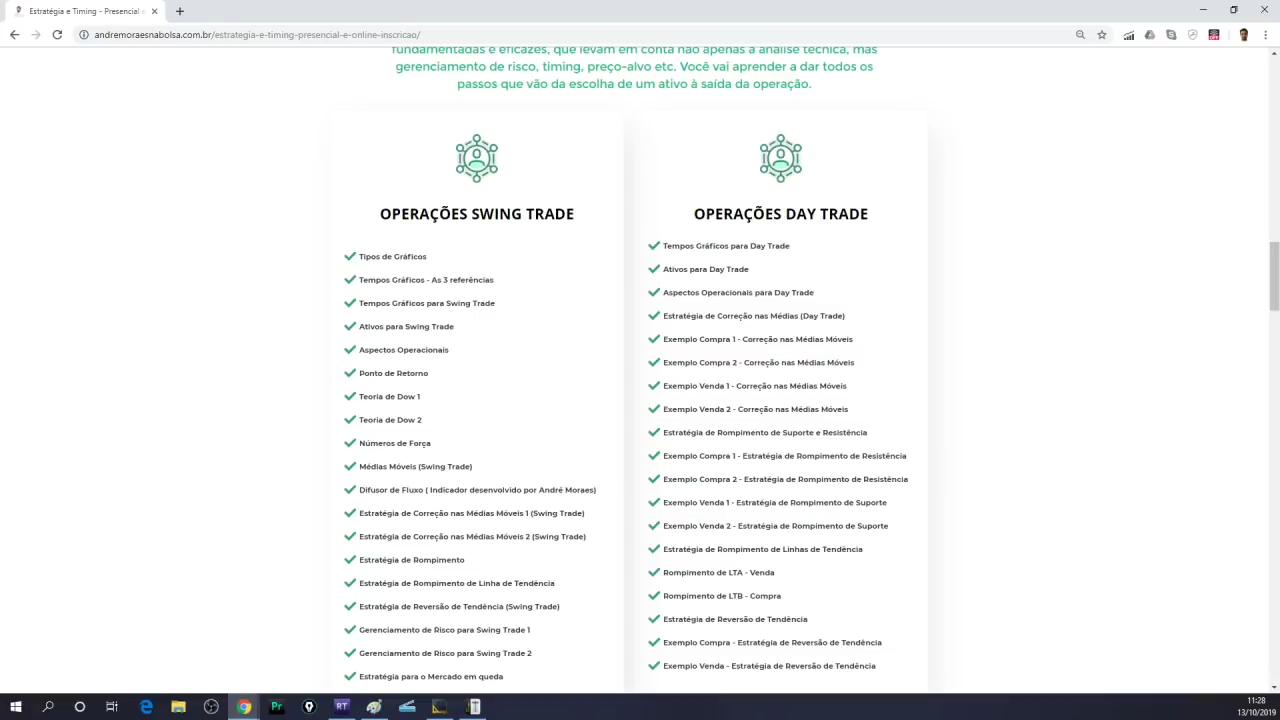 Estratégia e Timing - Presencial e
andremoraesnabolsa.com.br/estrategia-e-timing-presencial-e-online-inscricao/
fundamentadas e eficazes, que levam em conta não apenas a análise técnica, mas
gerenciamento de risco, timing, preço-alvo etc. Você vai aprender a dar todos os
passos que vão da escolha de um ativo à saída da operação.
OPERAÇÕES SWING TRADE
Tipos de Gráficos
Tempos Gráficos - As 3 referências
Tempos Gráficos para Swing Trade
Ativos para Swing Trade
Aspectos Operacionais
Ponto de Retorno
Teoria de Dow 1
Teoria de Dow 2
Números de Força
Médias Móveis (Swing Trade)
Difusor de Fluxo ( Indicador desenvolvido por André Moraes)
Estratégia de Correção nas Médias Móveis 1 (Swing Trade)
Estratégia de Correção nas Médias Móveis 2 (Swing Trade)
Estratégia de Rompimento
Estratégia de Rompimento de Linha de Tendência
Estratégia de Reversão de Tendência (Swing Trade)
Gerenciamento de Risco para Swing Trade 1
Gerenciamento de Risco para Swing Trade 2
Estratégia para o Mercado em queda
OPERAÇÕES DAY TRADE
Tempos Gráficos para Day Trade
Ativos para Day Trade
Aspectos Operacionais para Day Trade
Estratégia de Correção nas Médias (Day Trade)
Exemplo Compra 1 - Correção nas Médias Móveis
Exemplo Compra 2 - Correção nas Médias Móveis
Exemplo Venda 1 - Correção nas Médias Móveis
Exemplo Venda 2 - Correção nas Médias Móveis
Estratégia de Rompimento de Suporte e Resistência
Exemplo Compra 1 - Estratégia de Rompimento de Resistência
Exemplo Compra 2 - Estratégia de Rompimento de Resistência
Exemplo Venda 1 - Estratégia de Rompimento de Suporte
Exemplo Venda 2 - Estratégia de Rompimento de Suporte
Estratégia de Rompimento de Linhas de Tendência
Rompimento de LTA - Venda
Rompimento de LTB - Compra
Estratégia de Reversão de Tendência
Exemplo Compra - Estratégia de Reversão de Tendência
Exemplo Venda - Estratégia de Reversão de Tendência
Pr
RT
11:28
13/10/2019